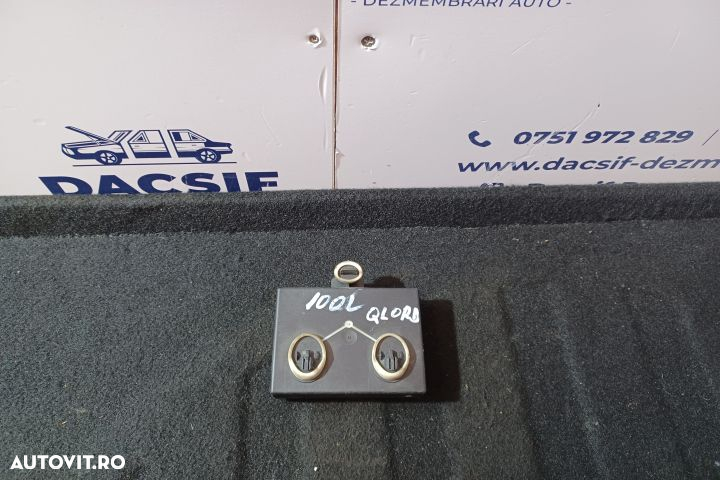 - DEZMEMBRARI AUTO -
DACSIF
0751 972 829
www.dacsif-dezm
100L
QLORD
AUTOVIT.RO